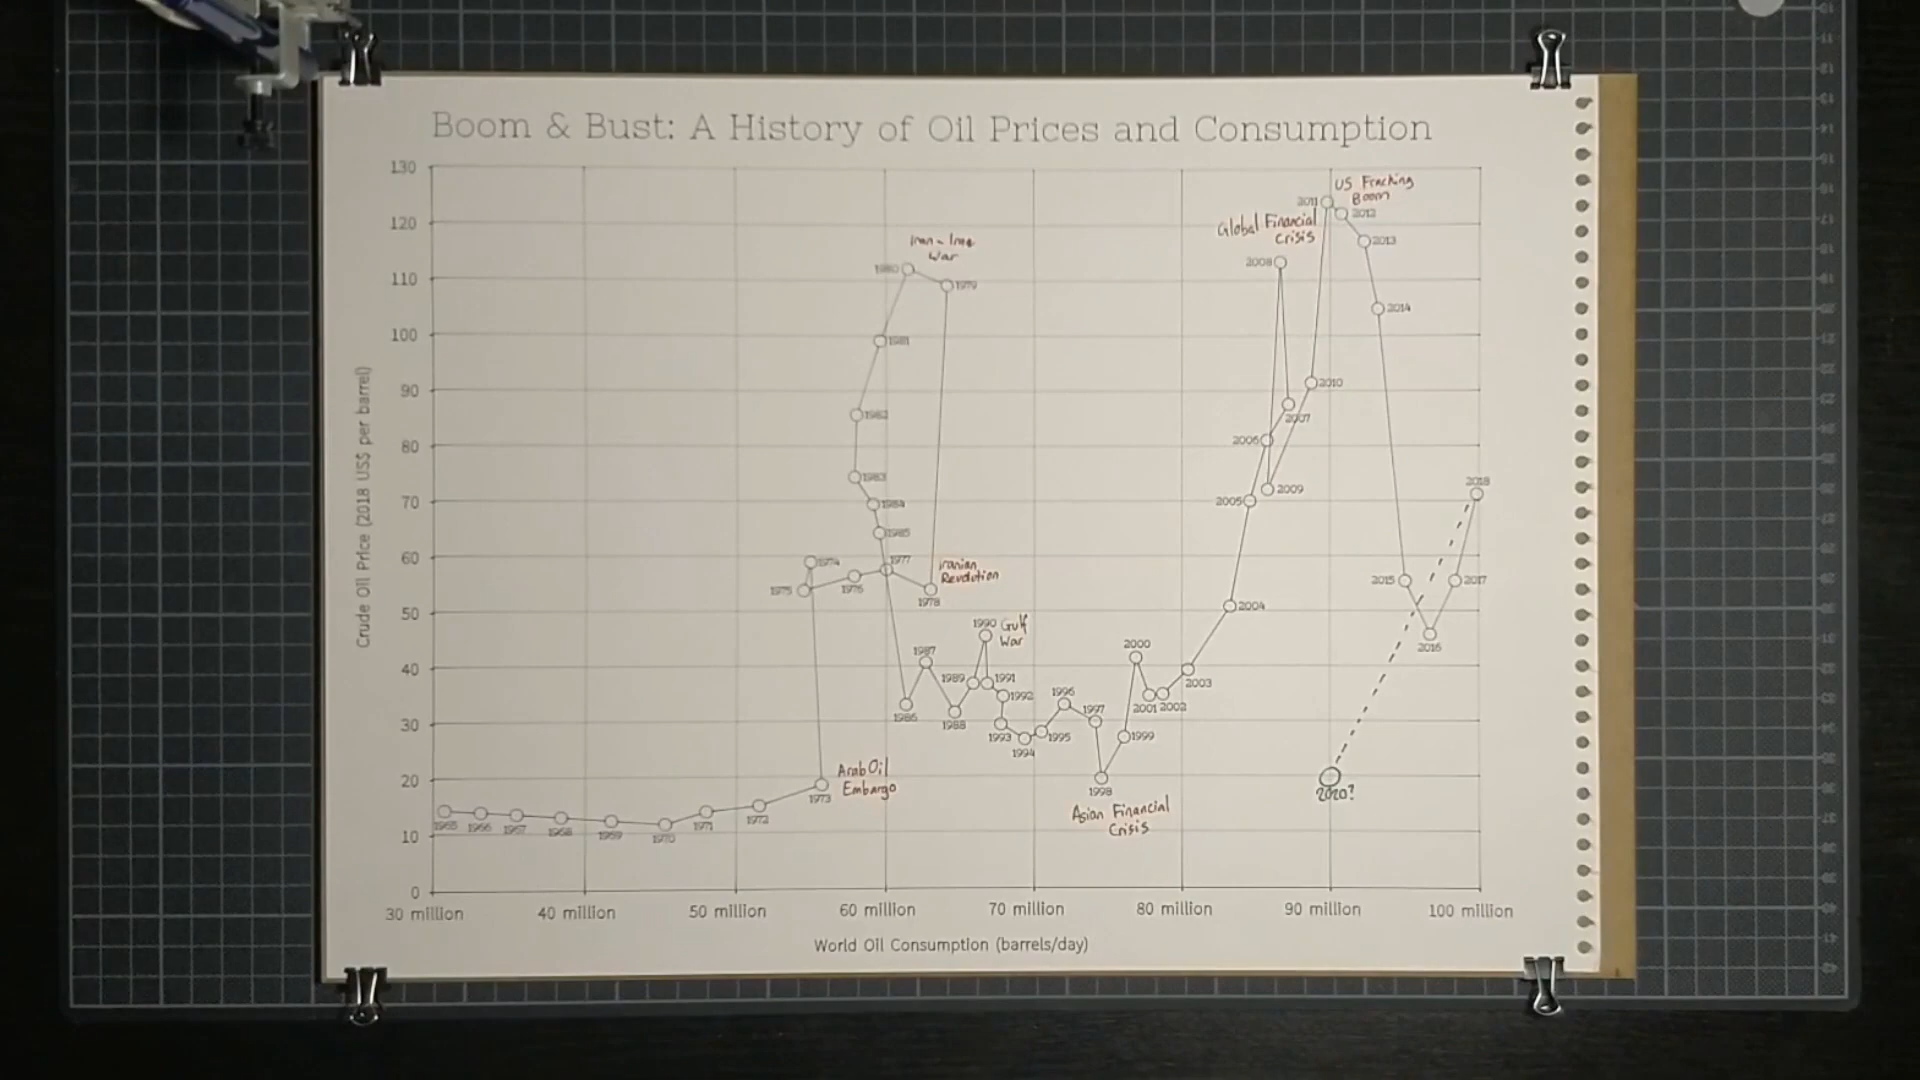 Boom & Bust: A History of Oil Prices and Consumption
130
120
110
100
90
80
70
60
50
40
30
20
10
0
Crude Oil Price (2018 US$ per barrel)
30 million
40 million
50 million
60 million
70 million
80 million
90 million
100 million
World Oil Consumption (barrels/day)
1965
1966
1967
1968
1969
1970
1971
1972
1973
Arab Oil
Embargo
1974
1975
1976
1977
1978
Iranian
Revolution
1979
1980
Iran - Iraq
War
1981
1982
1983
1984
1985
1986
1987
1988
1989
1990
Gulf
War
1991
1992
1993
1994
1995
1996
1997
1998
Asian Financial
Crisis
1999
2000
2001
2002
2003
2004
2005
2006
2007
2008
Global Financial
Crisis
2009
2010
2011
US Fracking
Boom
2012
2013
2014
2015
2016
2017
2018
2020?